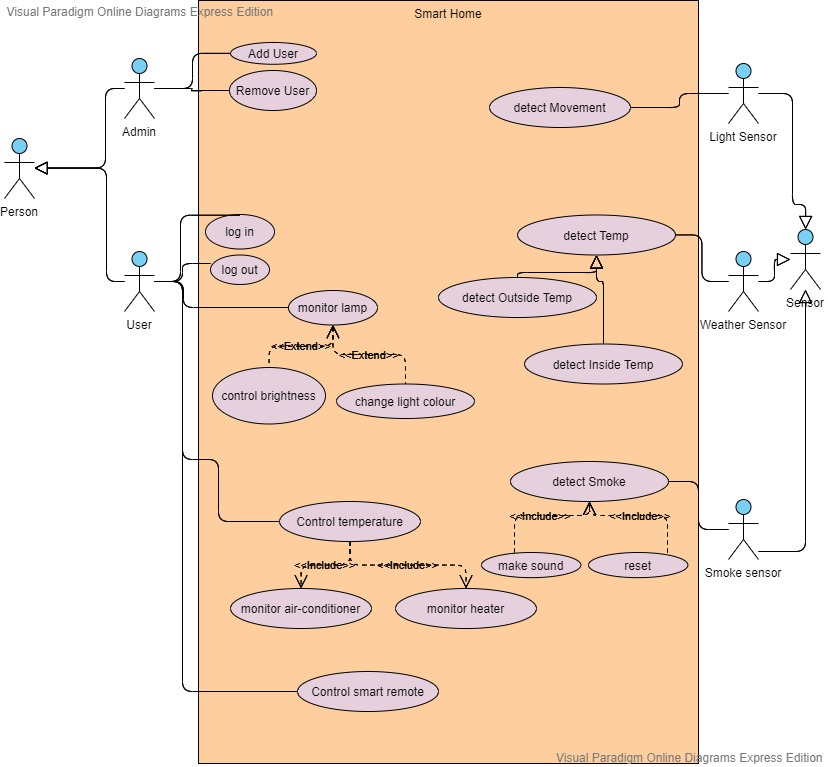 Visual Paradigm Online Diagrams Express Edition
Smart Home
Add User
Remove User
Admin
detect Movement
Light Sensor
Person
log in
detect Temp
log out
User
monitor lamp
detect Outside Temp
Sensor
Weather Sensor
<<Extend>>
<<Extend>>
detect Inside Temp
control brightness
change light colour
detect Smoke
Control temperature
<<Include>>
<<Include>>
<<Include>>
<<Include>>
make sound
reset
Smoke sensor
monitor air-conditioner
monitor heater
Control smart remote
Visual Paradigm Online Diagrams Express Edition